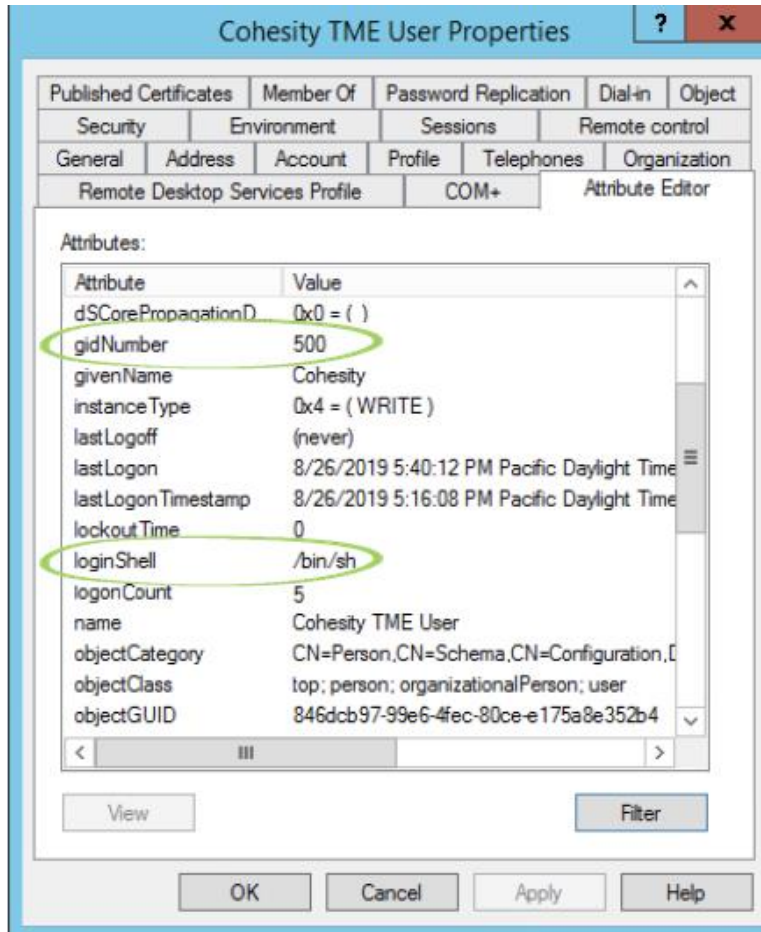 Cohesity TME User Properties
? x
Published Certificates Member Of Password Replication Dial-in Object
Security Environment Sessions Remote control
General Address Account Profile Telephones Organization
Remote Desktop Services Profile COM+ Attribute Editor
Attributes:
Attribute Value
dSCorePropagationD... 0x0 = ( )
gidNumber 500
givenName Cohesity
instanceType 0x4 = ( WRITE )
lastLogoff (never)
lastLogon 8/26/2019 5:40:12 PM Pacific Daylight Time
lastLogonTimestamp 8/26/2019 5:16:08 PM Pacific Daylight Time
lockoutTime 0
loginShell /bin/sh
logonCount 5
name Cohesity TME User
objectCategory CN=Person,CN=Schema,CN=Configuration,D
objectClass top; person; organizationalPerson; user
objectGUID 846dcb97-99e6-4fec-80ce-e175a8e352b4
View Filter
OK Cancel Apply Help